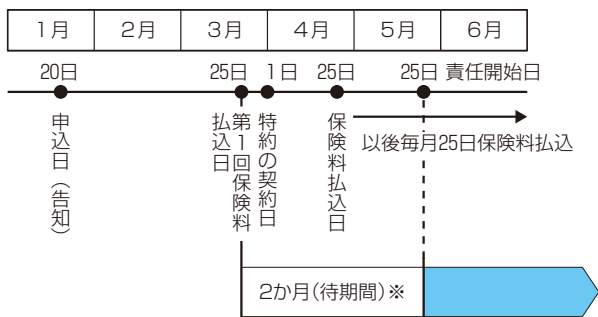 1月 2月 3月 4月 5月 6月
20日 25日 1日 25日 25日 責任開始日
申込日（告知）
第1回保険料
払込日
特約の契約日
保険料払込日
以後毎月25日保険料払込
2か月（待期間）※